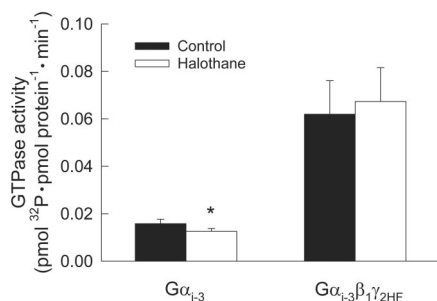 Control
Halothane
GTPase activity
(pmol ³²P·pmol protein⁻¹·min⁻¹)
0.10
0.08
0.06
0.04
0.02
0.00
*
Gαᵢ₋₃
Gαᵢ₋₃β₁γ₂HF